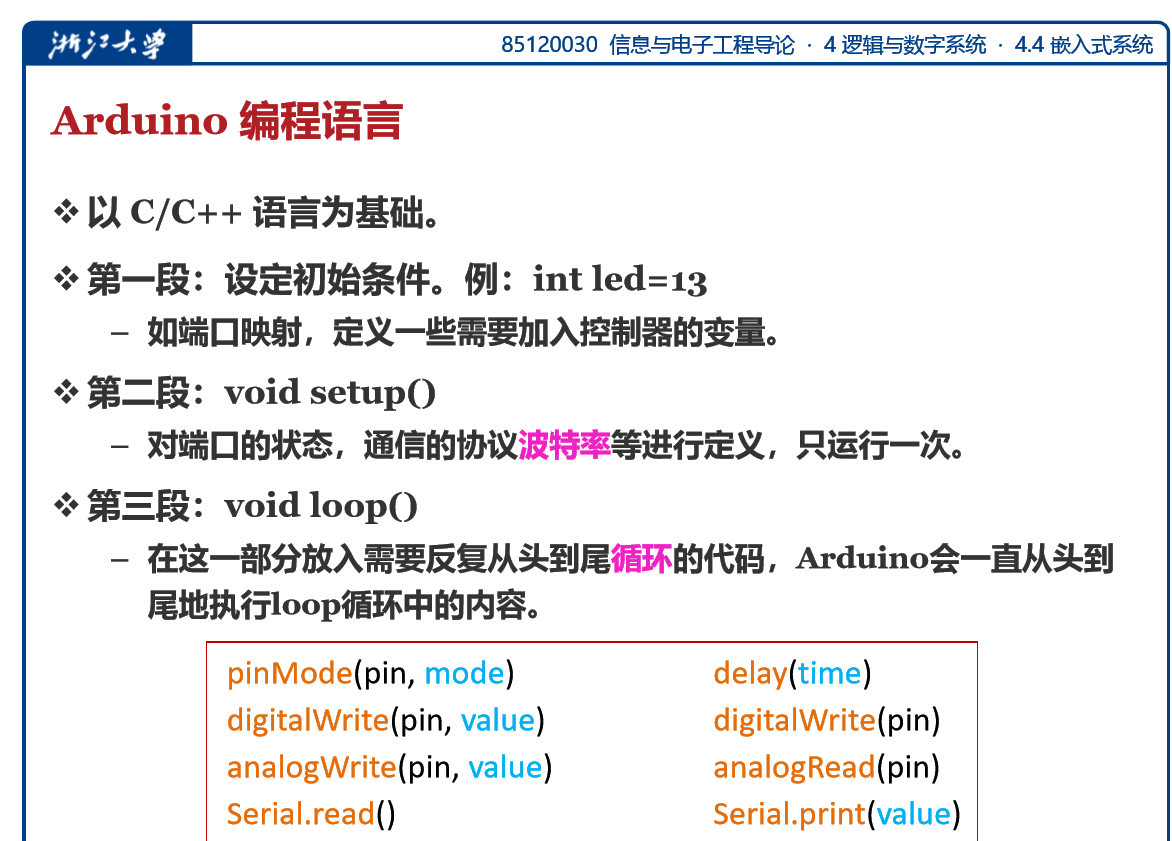 浙江大学
85120030 信息与电子工程导论 · 4 逻辑与数字系统 · 4.4 嵌入式系统
Arduino 编程语言
❖ 以 C/C++ 语言为基础。
❖ 第一段：设定初始条件。例：int led=13
– 如端口映射，定义一些需要加入控制器的变量。
❖ 第二段：void setup()
– 对端口的状态，通信的协议波特率等进行定义，只运行一次。
❖ 第三段：void loop()
– 在这一部分放入需要反复从头到尾循环的代码，Arduino会一直从头到
尾地执行loop循环中的内容。
pinMode(pin, mode) delay(time)
digitalWrite(pin, value) digitalWrite(pin)
analogWrite(pin, value) analogRead(pin)
Serial.read() Serial.print(value)